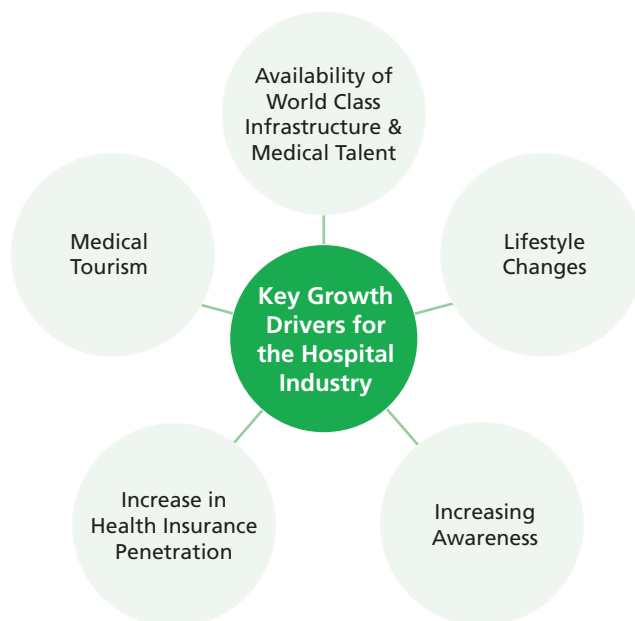 Availability of
World Class
Infrastructure &
Medical Talent
Medical
Tourism
Lifestyle
Changes
Key Growth
Drivers for
the Hospital
Industry
Increase in
Health Insurance
Penetration
Increasing
Awareness